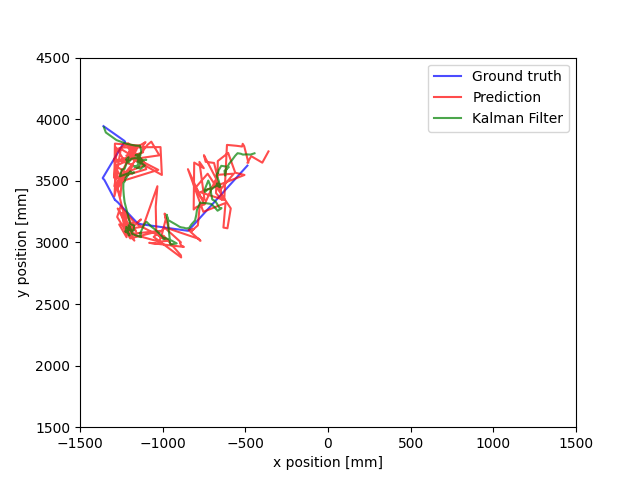 4500
4000
3500
3000
2500
2000
1500
y position [mm]
Ground truth
Prediction
Kalman Filter
−1500
−1000
−500
0
500
1000
1500
x position [mm]